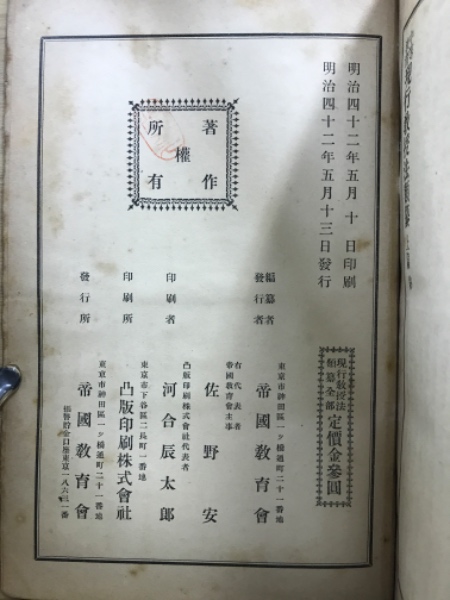 明治四十二年五月十日印刷
明治四十二年五月十三日發行
著作
權
所有
現行教授法
類纂全部
定價金參圓
編纂者
發行者
東京市神田區一ツ橋通町二十一番地
帝國教育會
右代表者
帝國教育會主事
佐野安
印刷者
凸版印刷株式會社代表者
河合辰太郎
印刷所
東京市下谷區二長町一番地
凸版印刷株式會社
發行所
東京市神田區一ツ橋通町二十一番地
帝國教育會
振替貯金口座東京一八六三一番